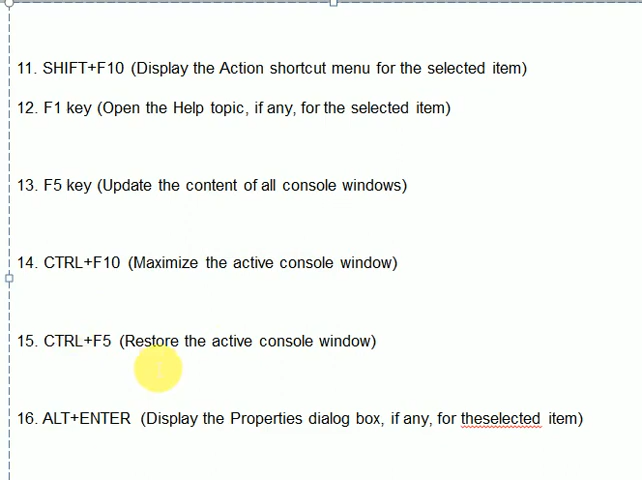 11. SHIFT+F10 (Display the Action shortcut menu for the selected item)
12. F1 key (Open the Help topic, if any, for the selected item)
13. F5 key (Update the content of all console windows)
14. CTRL+F10 (Maximize the active console window)
15. CTRL+F5 (Restore the active console window)
16. ALT+ENTER (Display the Properties dialog box, if any, for theselected item)